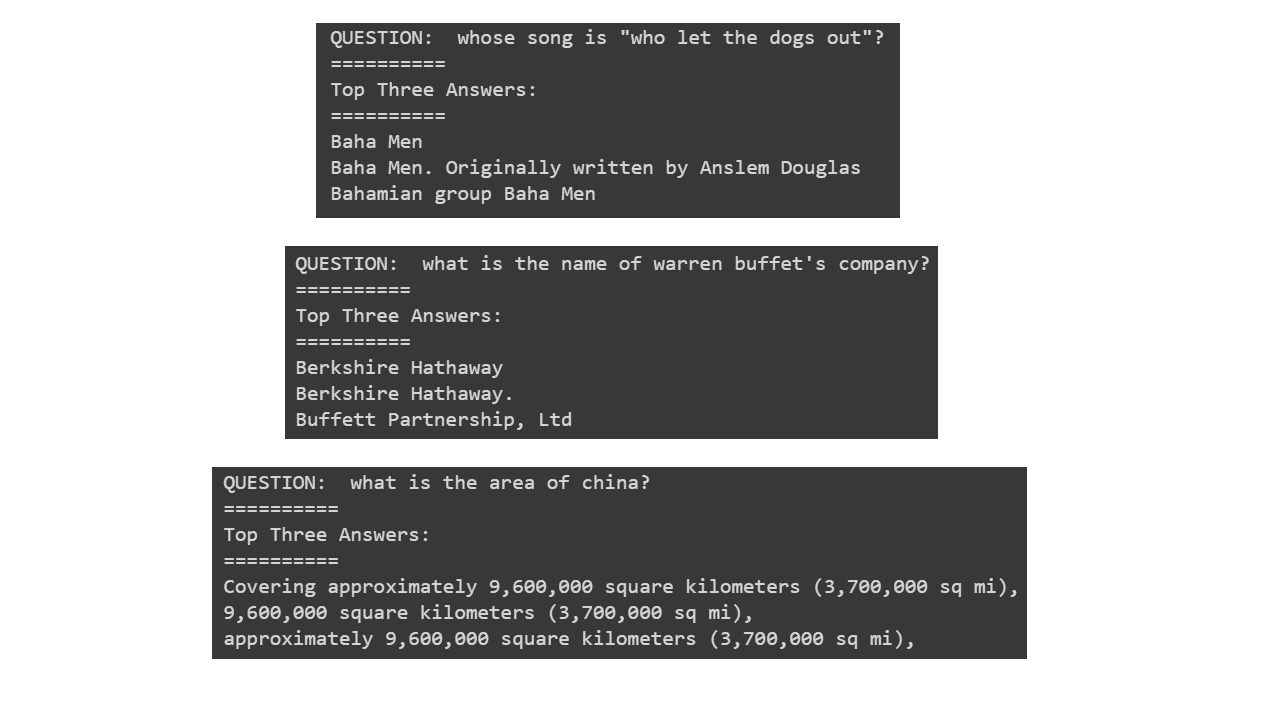 QUESTION:  whose song is "who let the dogs out"?
==========
Top Three Answers:
==========
Baha Men
Baha Men. Originally written by Anslem Douglas
Bahamian group Baha Men
QUESTION:  what is the name of warren buffet's company?
==========
Top Three Answers:
==========
Berkshire Hathaway
Berkshire Hathaway.
Buffett Partnership, Ltd
QUESTION:  what is the area of china?
==========
Top Three Answers:
==========
Covering approximately 9,600,000 square kilometers (3,700,000 sq mi),
9,600,000 square kilometers (3,700,000 sq mi),
approximately 9,600,000 square kilometers (3,700,000 sq mi),